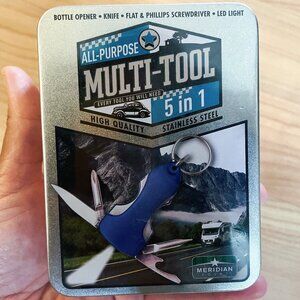 BOTTLE OPENER • KNIFE • FLAT & PHILLIPS SCREWDRIVER • LED LIGHT
ALL-PURPOSE
MULTI-TOOL
EVERY TOOL YOU WILL NEED
5 in 1
HIGH QUALITY STAINLESS STEEL
MERIDIAN